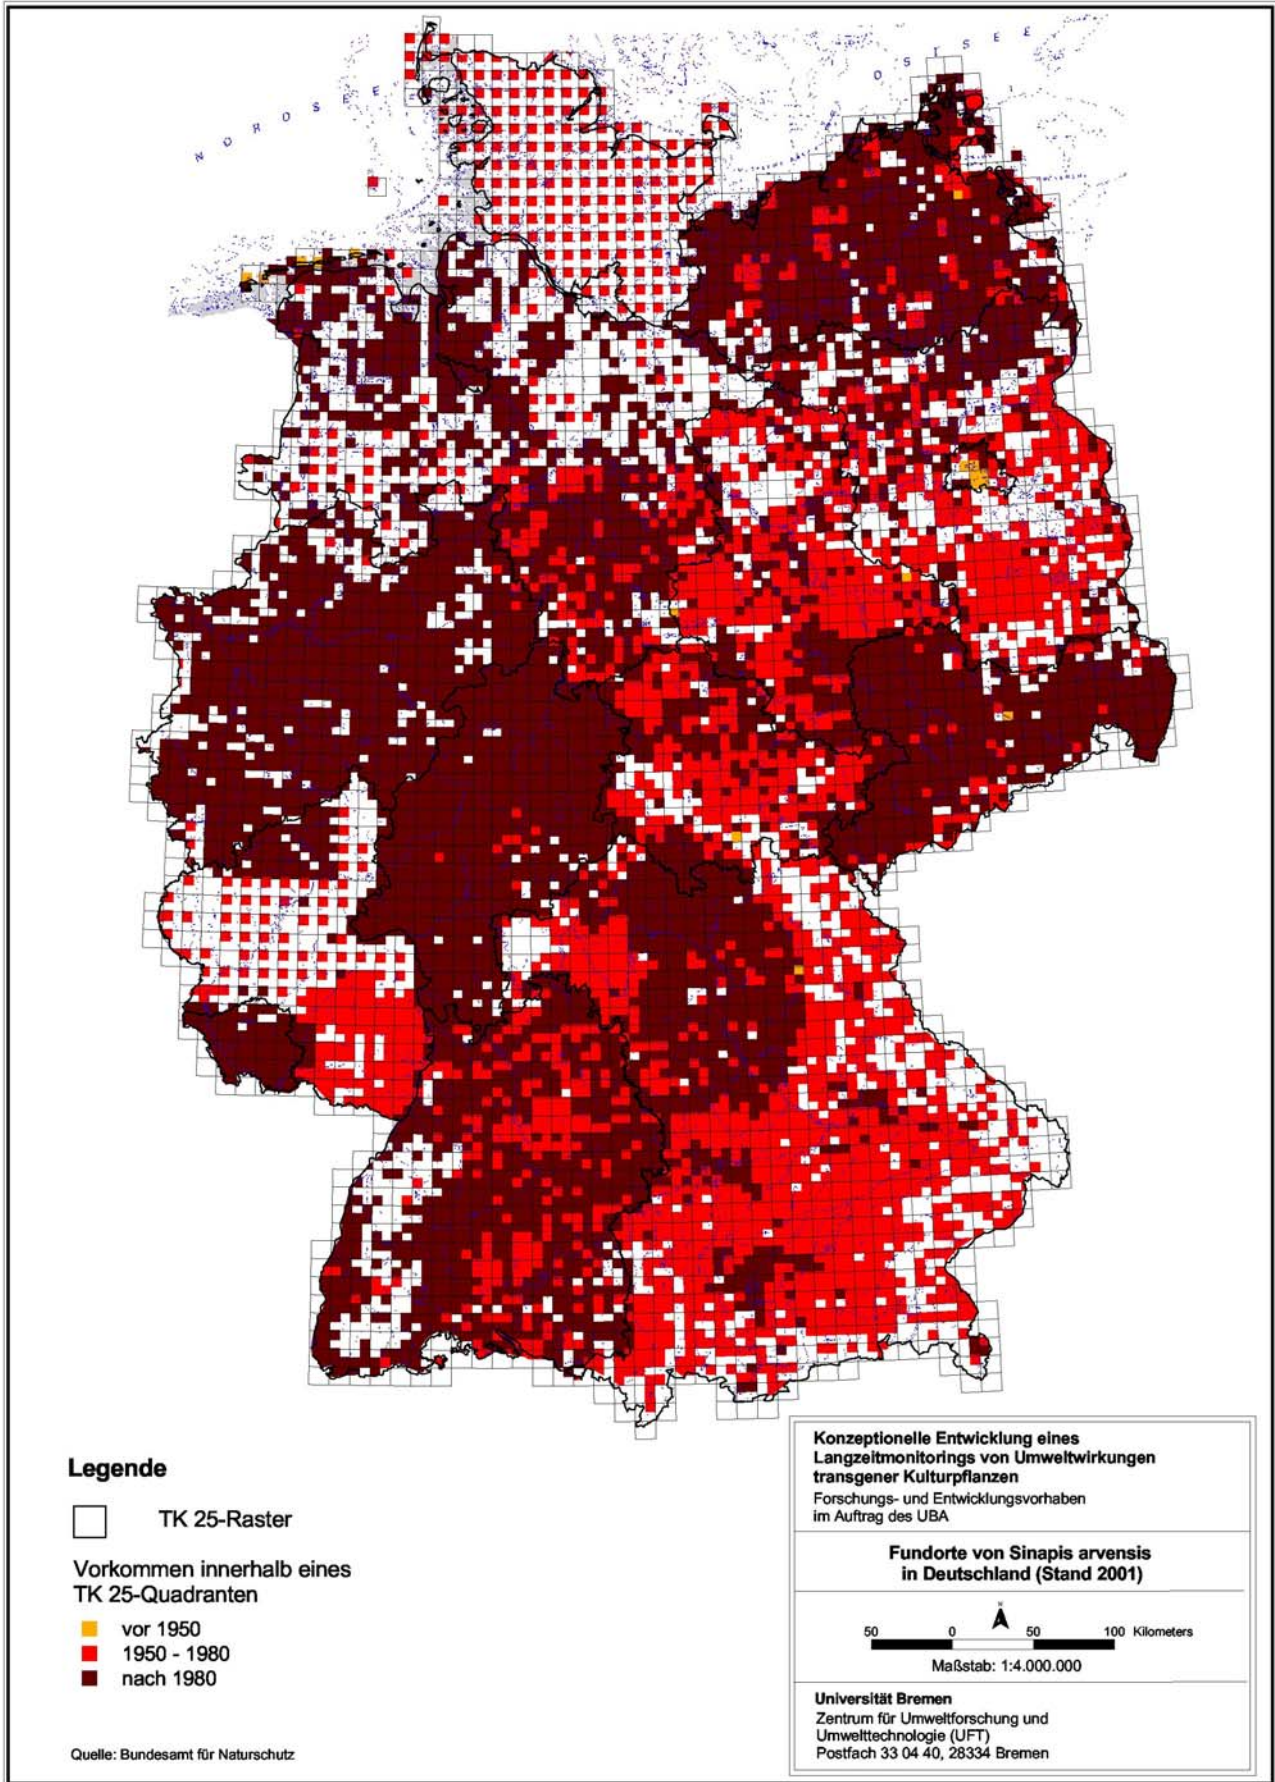 N O R D S E E
O S T S E E
Legende
TK 25-Raster
Vorkommen innerhalb eines
TK 25-Quadranten
vor 1950
1950 - 1980
nach 1980
Quelle: Bundesamt für Naturschutz
Konzeptionelle Entwicklung eines
Langzeitmonitorings von Umweltwirkungen
transgener Kulturpflanzen
Forschungs- und Entwicklungsvorhaben
im Auftrag des UBA
Fundorte von Sinapis arvensis
in Deutschland (Stand 2001)
N
50 0 50 100 Kilometers
Maßstab: 1:4.000.000
Universität Bremen
Zentrum für Umweltforschung und
Umwelttechnologie (UFT)
Postfach 33 04 40, 28334 Bremen